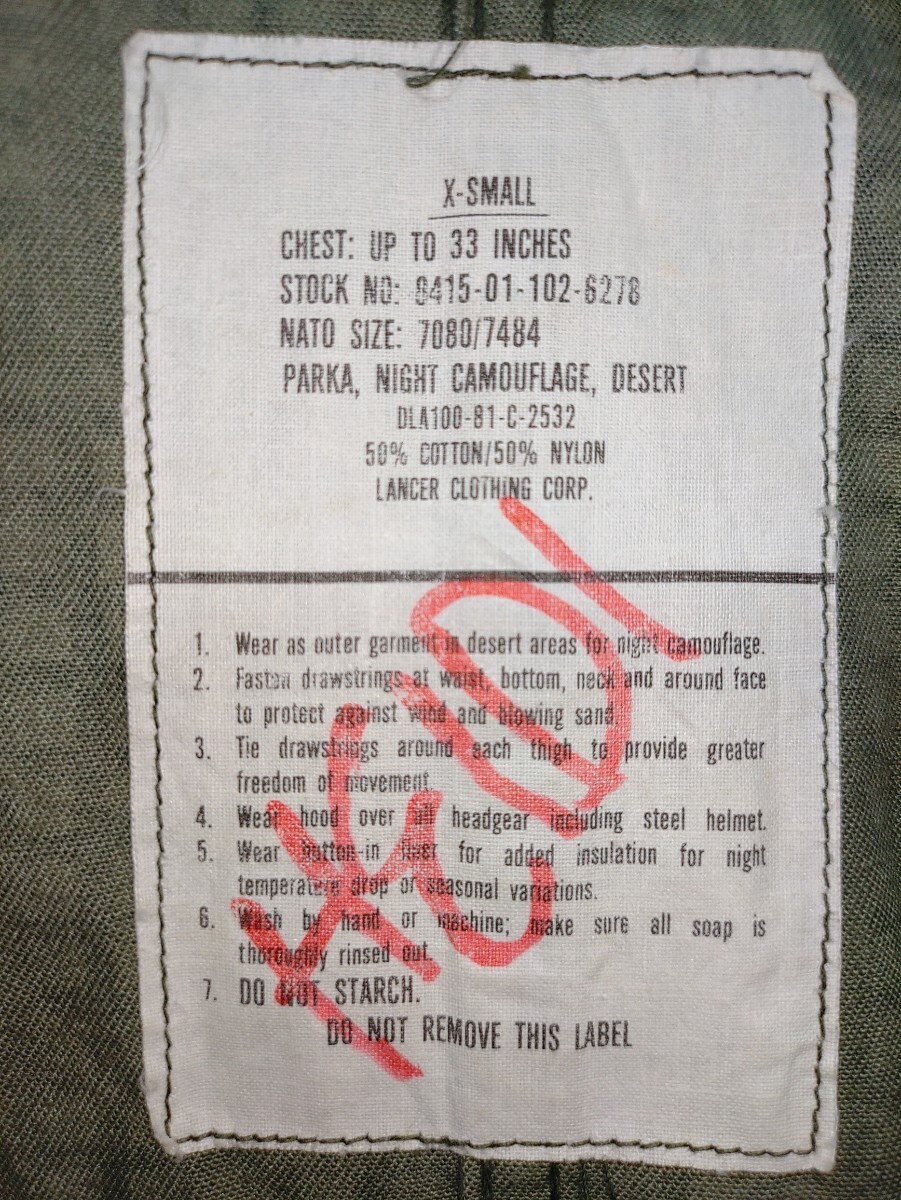 X-SMALL
CHEST: UP TO 33 INCHES
STOCK NO: 8415-01-102-6278
NATO SIZE: 7080/7484
PARKA, NIGHT CAMOUFLAGE, DESERT
DLA100-81-C-2532
50% COTTON/50% NYLON
LANCER CLOTHING CORP.
1. Wear as outer garment in desert areas for night camouflage.
2. Fasten drawstrings at waist, bottom, neck and around face
to protect against wind and blowing sand.
3. Tie drawstrings around each thigh to provide greater
freedom of movement.
4. Wear hood over all headgear including steel helmet.
5. Wear button-in liner for added insulation for night
temperature drop or seasonal variations.
6. Wash by hand or machine; make sure all soap is
thoroughly rinsed out.
7. DO NOT STARCH.
DO NOT REMOVE THIS LABEL